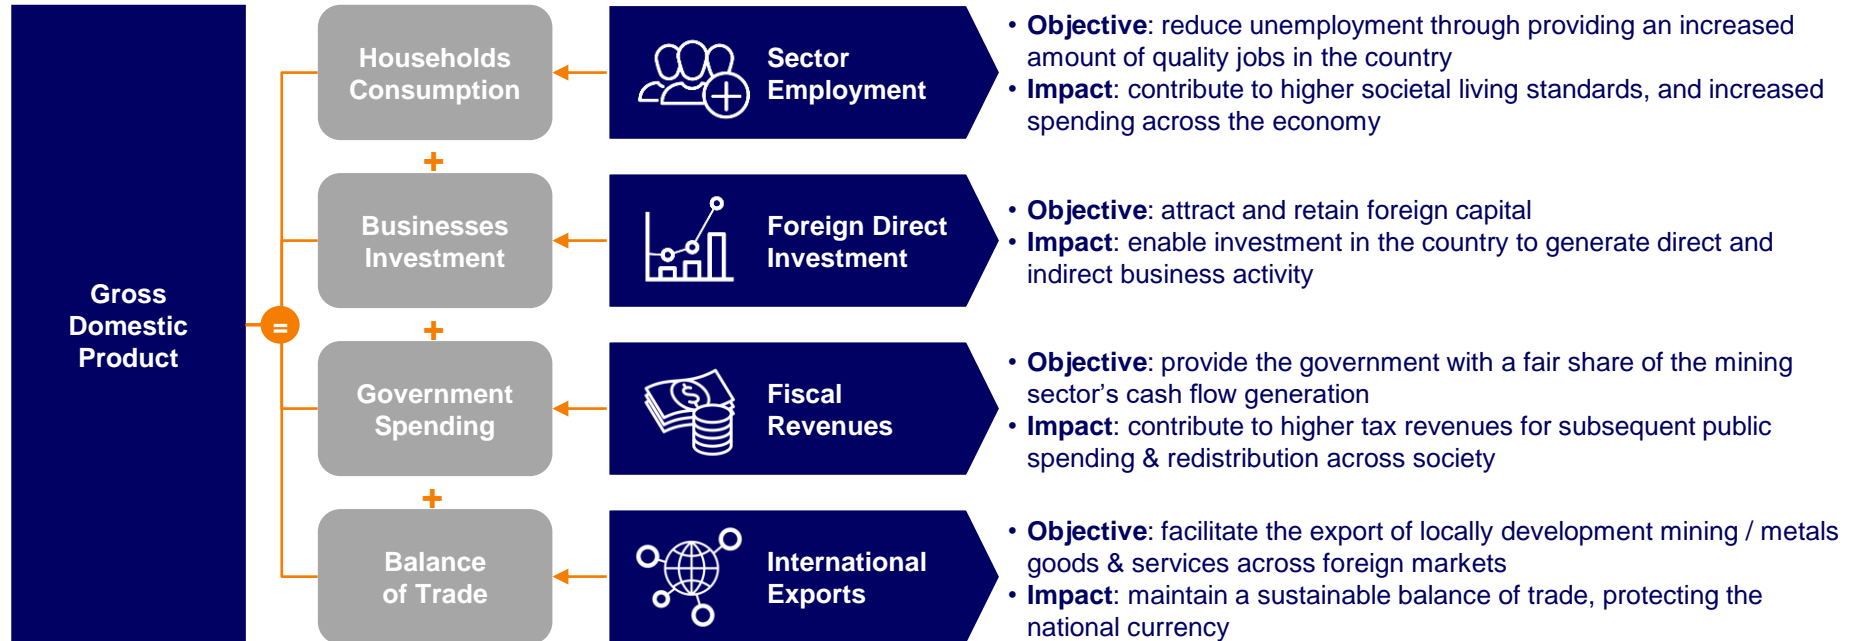 Gross
Domestic
Product
=
Households
Consumption
+
Businesses
Investment
+
Government
Spending
+
Balance
of Trade
Sector
Employment
• Objective: reduce unemployment through providing an increased
amount of quality jobs in the country
• Impact: contribute to higher societal living standards, and increased
spending across the economy
Foreign Direct
Investment
• Objective: attract and retain foreign capital
• Impact: enable investment in the country to generate direct and
indirect business activity
$
Fiscal
Revenues
• Objective: provide the government with a fair share of the mining
sector’s cash flow generation
• Impact: contribute to higher tax revenues for subsequent public
spending & redistribution across society
International
Exports
• Objective: facilitate the export of locally development mining / metals
goods & services across foreign markets
• Impact: maintain a sustainable balance of trade, protecting the
national currency